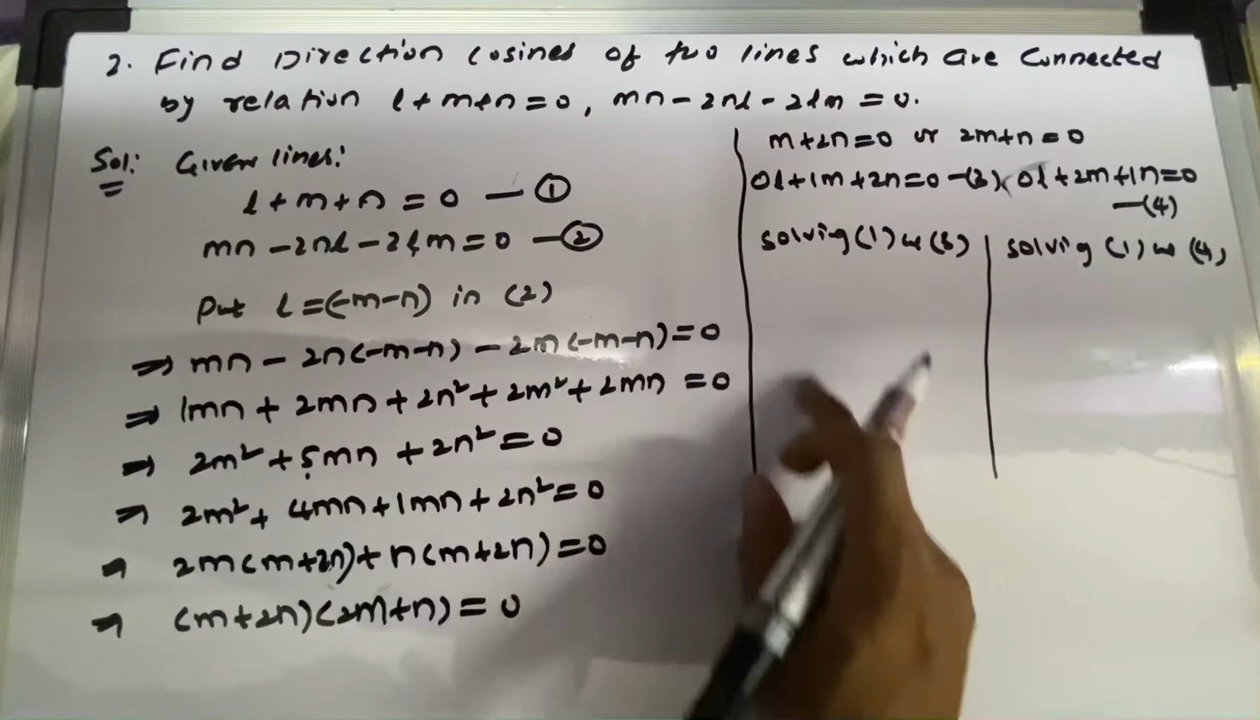 2. Find Direction cosines of two lines which are connected
by relation l + m + n = 0, mn - 2nl - 2lm = 0.
Sol: Given lines:
l + m + n = 0 — ①
mn - 2nl - 2lm = 0 — ②
Put l = (-m-n) in (2)
⇒ mn - 2n(-m-n) - 2m(-m-n) = 0
⇒ 1mn + 2mn + 2n² + 2m² + 2mn = 0
⇒ 2m² + 5mn + 2n² = 0
⇒ 2m² + 4mn + 1mn + 2n² = 0
⇒ 2m(m+2n) + n(m+2n) = 0
⇒ (m+2n)(2m+n) = 0
m+2n=0 or 2m+n=0
0l+1m+2n=0 -(3) 0l+2m+1n=0
—(4)
solving (1) & (3)
solving (1) & (4)